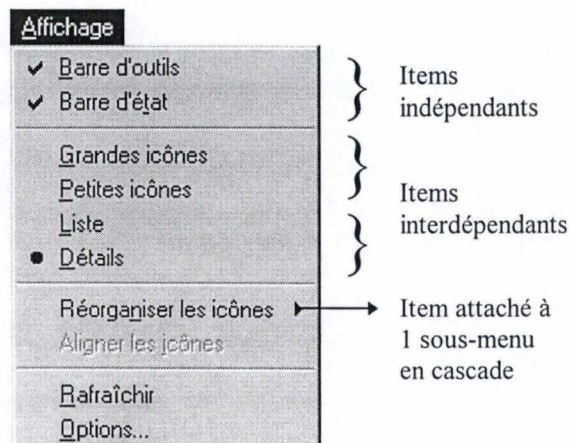 Affichage
Barre d'outils
Barre d'état
Grandes icônes
Petites icônes
Liste
Détails
Réorganiser les icônes
Aligner les icônes
Rafraîchir
Options...
Items
indépendants
Items
interdépendants
Item attaché à
1 sous-menu
en cascade